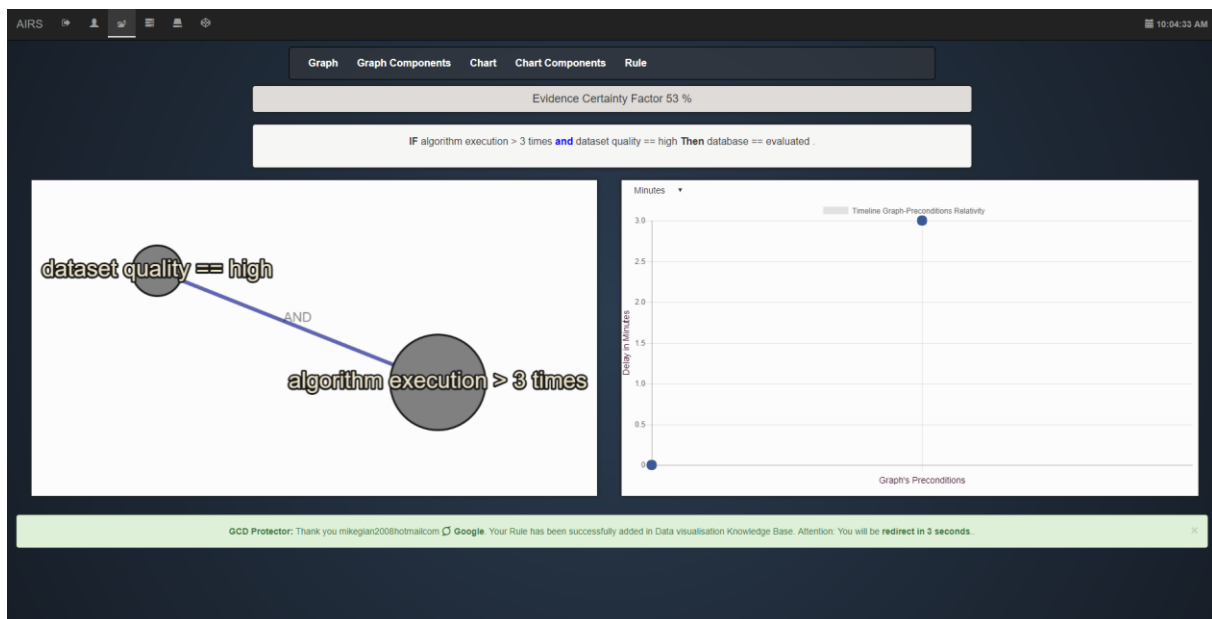 AIRS
10:04:33 AM
Graph Graph Components Chart Chart Components Rule
Evidence Certainty Factor 53 %
IF algorithm execution > 3 times and dataset quality == high Then database == evaluated .
dataset quality == high
AND
algorithm execution > 3 times
Minutes
Timeline Graph-Preconditions Relativity
3.0
2.5
2.0
1.5
1.0
0.5
0
Delay in Minutes
Graph's Preconditions
GCD Protector: Thank you mikegian2008hotmailcom Google. Your Rule has been successfully added in Data visualisation Knowledge Base. Attention: You will be redirect in 3 seconds..
×